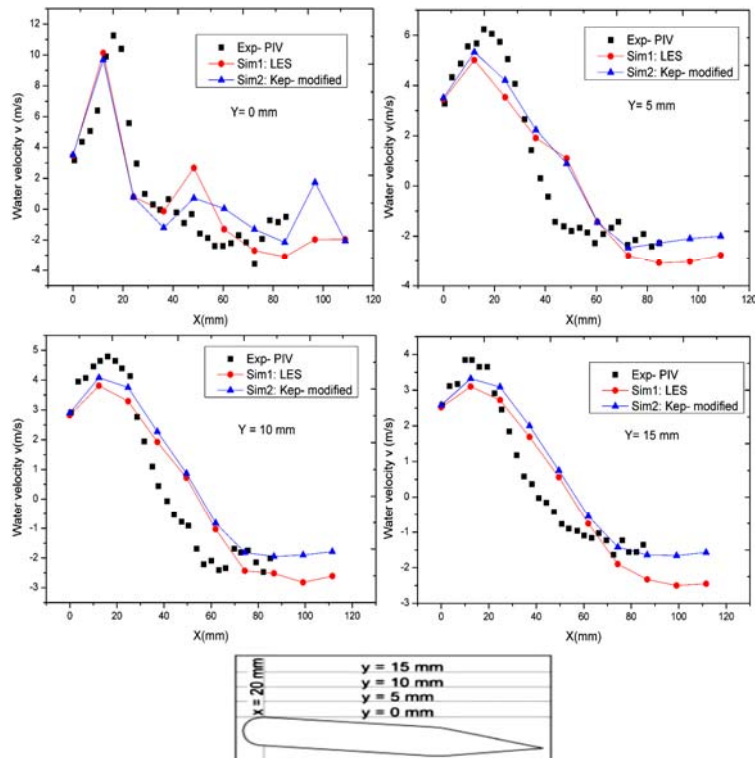 Water velocity v (m/s)
12
10
8
6
4
2
0
-2
-4
0
20
40
60
80
100
120
X(mm)
Exp- PIV
Sim1: LES
Sim2: Kep- modified
Y= 0 mm
Water velocity v (m/s)
6
4
2
0
-2
-4
0
20
40
60
80
100
120
X(mm)
Exp- PIV
Sim1: LES
Sim2: Kep- modified
Y= 5 mm
Water velocity v(m/s)
5
4
3
2
1
0
-1
-2
-3
0
20
40
60
80
100
120
X(mm)
Exp- PIV
Sim1: LES
Sim2: Kep- modified
Y = 10 mm
Water velocity v(m/s)
4
3
2
1
0
-1
-2
-3
0
20
40
60
80
100
120
X(mm)
Exp- PIV
Sim1: LES
Sim2: Kep- modified
Y= 15 mm
x = 20 mm
y = 15 mm
y = 10 mm
y = 5 mm
y = 0 mm